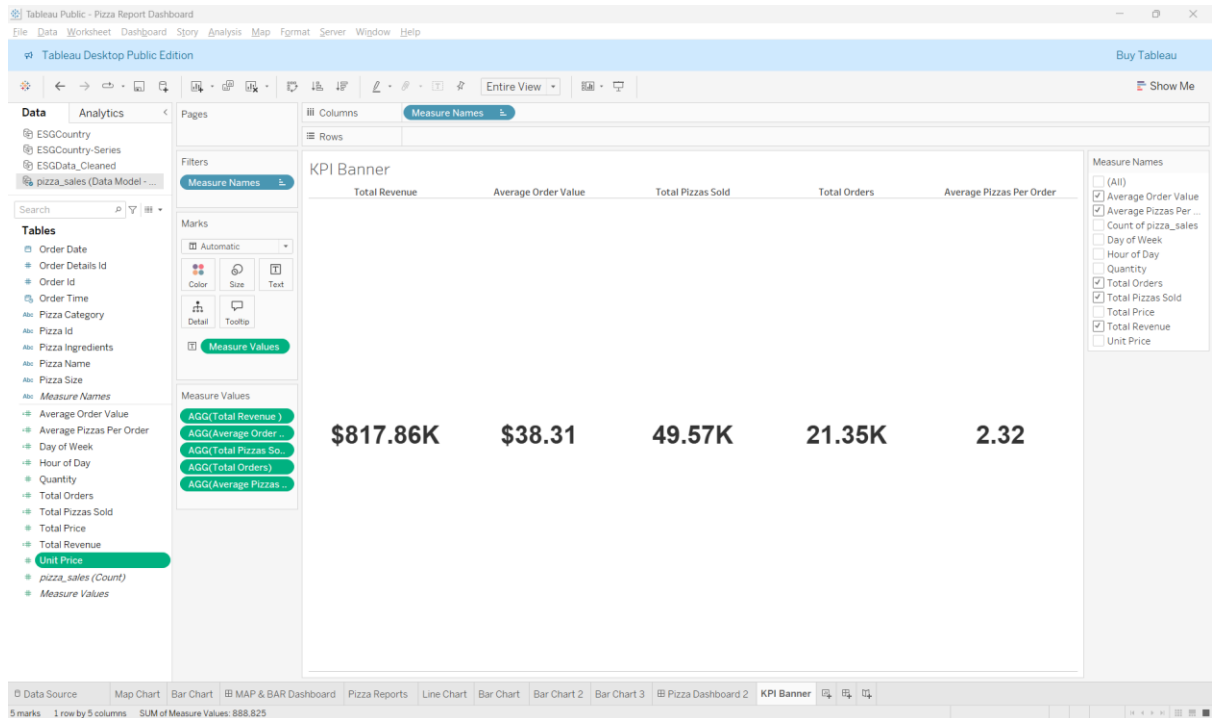 Tableau Public - Pizza Report Dashboard
File Data Worksheet Dashboard Story Analysis Map Format Server Window Help
Tableau Desktop Public Edition
Buy Tableau
Entire View
Show Me
Data Analytics
ESGCountry
ESGCountry-Series
ESGData_Cleaned
pizza_sales (Data Model - ...
Search
Tables
Order Date
Order Details Id
Order Id
Order Time
Abc Pizza Category
Abc Pizza Id
Abc Pizza Ingredients
Abc Pizza Name
Abc Pizza Size
Abc Measure Names
Average Order Value
Average Pizzas Per Order
Day of Week
Hour of Day
Quantity
Total Orders
Total Pizzas Sold
Total Price
Total Revenue
Unit Price
pizza_sales (Count)
Measure Values
Pages
Filters
Measure Names
Marks
Automatic
Color Size Text
Detail Tooltip
Measure Values
Measure Values
AGG(Total Revenue )
AGG(Average Order ..
AGG(Total Pizzas So..
AGG(Total Orders)
AGG(Average Pizzas ..
Columns Measure Names
Rows
KPI Banner
Total Revenue Average Order Value Total Pizzas Sold Total Orders Average Pizzas Per Order
$817.86K $38.31 49.57K 21.35K 2.32
Measure Names
(All)
Average Order Value
Average Pizzas Per ...
Count of pizza_sales
Day of Week
Hour of Day
Quantity
Total Orders
Total Pizzas Sold
Total Price
Total Revenue
Unit Price
Data Source Map Chart Bar Chart MAP & BAR Dashboard Pizza Reports Line Chart Bar Chart Bar Chart 2 Bar Chart 3 Pizza Dashboard 2 KPI Banner
5 marks 1 row by 5 columns SUM of Measure Values: 888,825